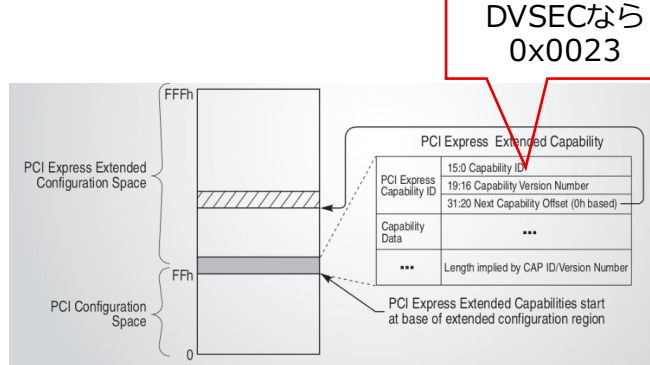 DVSECなら
0x0023
FFFh
PCI Express Extended Capability
PCI Express Extended
Configuration Space
PCI Express
Capability ID
15:0 Capability ID
19:16 Capability Version Number
31:20 Next Capability Offset (0h based)
Capability
Data
...
...
Length implied by CAP ID/Version Number
FFh
PCI Configuration
Space
PCI Express Extended Capabilities start
at base of extended configuration region
0